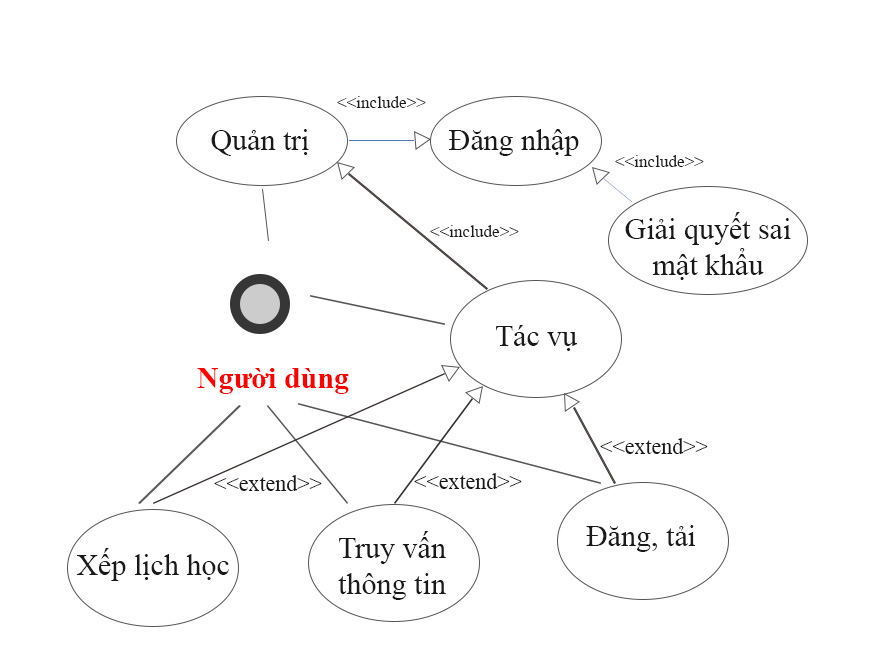 <<include>>
Quản trị
Đăng nhập
<<include>>
Giải quyết sai
mật khẩu
<<include>>
Tác vụ
Người dùng
<<extend>>
<<extend>>
<<extend>>
Xếp lịch học
Truy vấn
thông tin
Đăng, tải